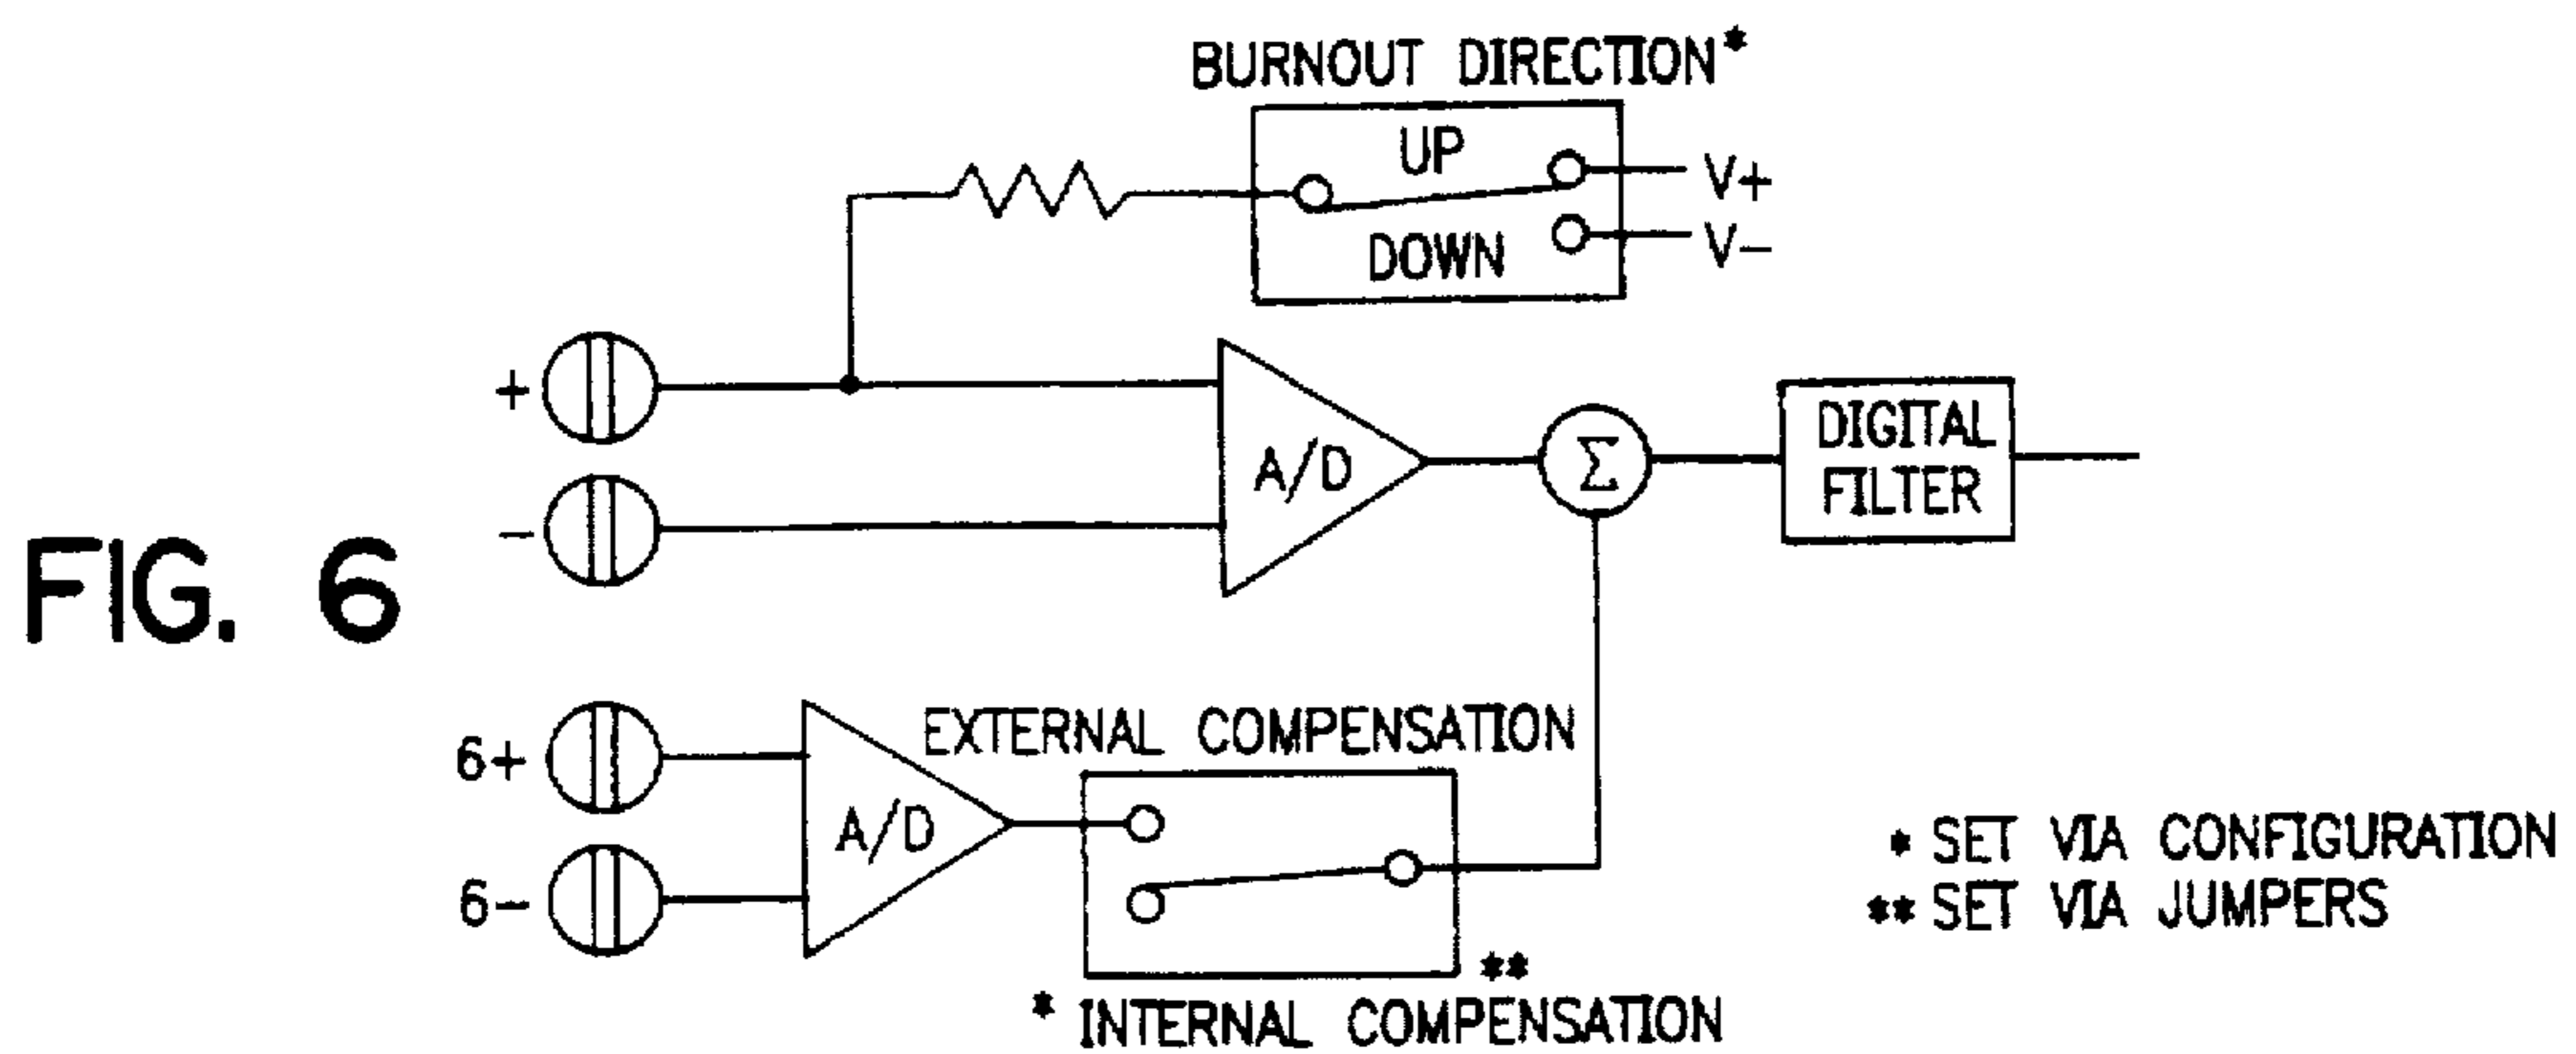 BURNOUT DIRECTION*
UP
V+
DOWN
V-
+
A/D
Σ
DIGITAL
FILTER
-
FIG. 6
EXTERNAL COMPENSATION
6+
A/D
6-
* SET VIA CONFIGURATION
** SET VIA JUMPERS
**
* INTERNAL COMPENSATION